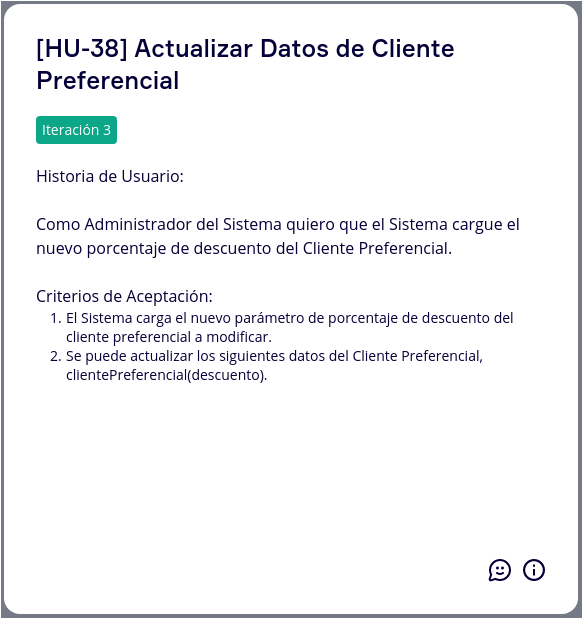 [HU-38] Actualizar Datos de Cliente
Preferencial
Iteración 3
Historia de Usuario:
Como Administrador del Sistema quiero que el Sistema cargue el
nuevo porcentaje de descuento del Cliente Preferencial.
Criterios de Aceptación:
1. El Sistema carga el nuevo parámetro de porcentaje de descuento del
cliente preferencial a modificar.
2. Se puede actualizar los siguientes datos del Cliente Preferencial,
clientePreferencial(descuento).